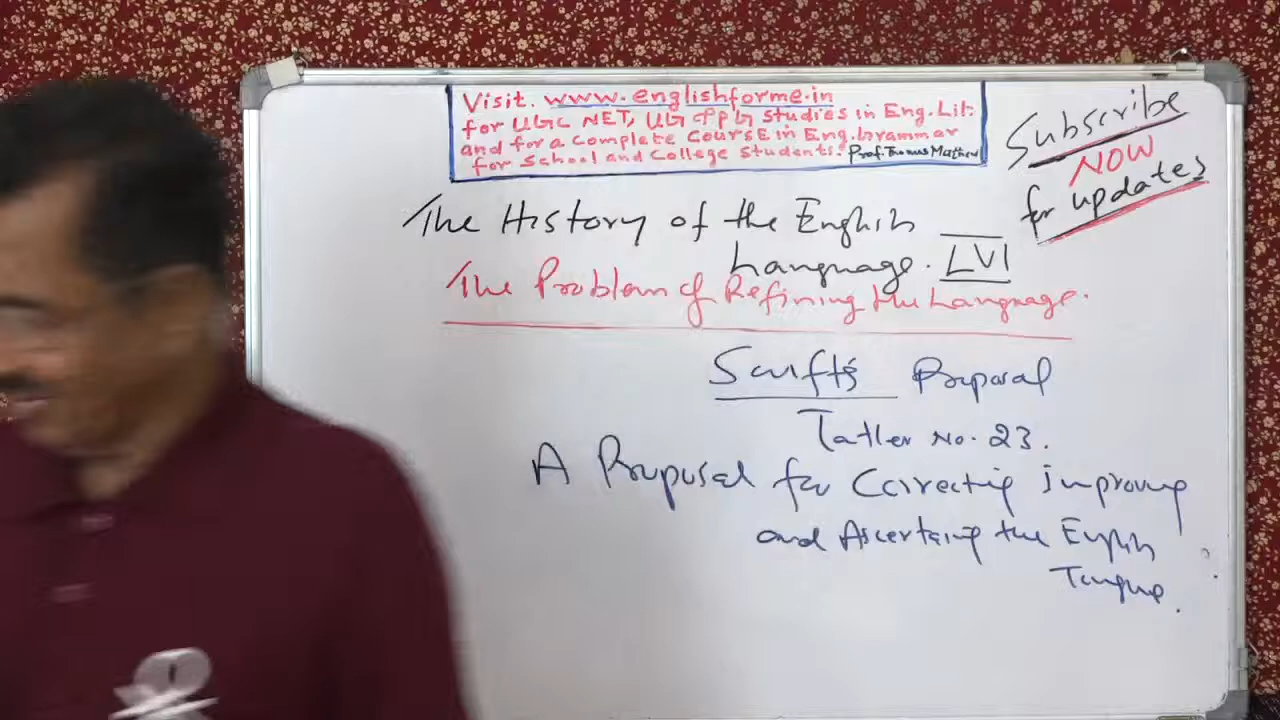 Visit. www.englishforme.in
for UGC NET, UG & PG Studies in Eng. Lit.
and for a Complete Course in Eng. Grammar
for School and College Students. Prof. Thomas Mathew
Subscribe
NOW
for updates
The History of the English
Language. LVI
The Problem of Refining the Language.
Swift's Proposal
Tatler No. 23.
A Proposal for Correcting improving
and Ascertaing the English
Tongue.